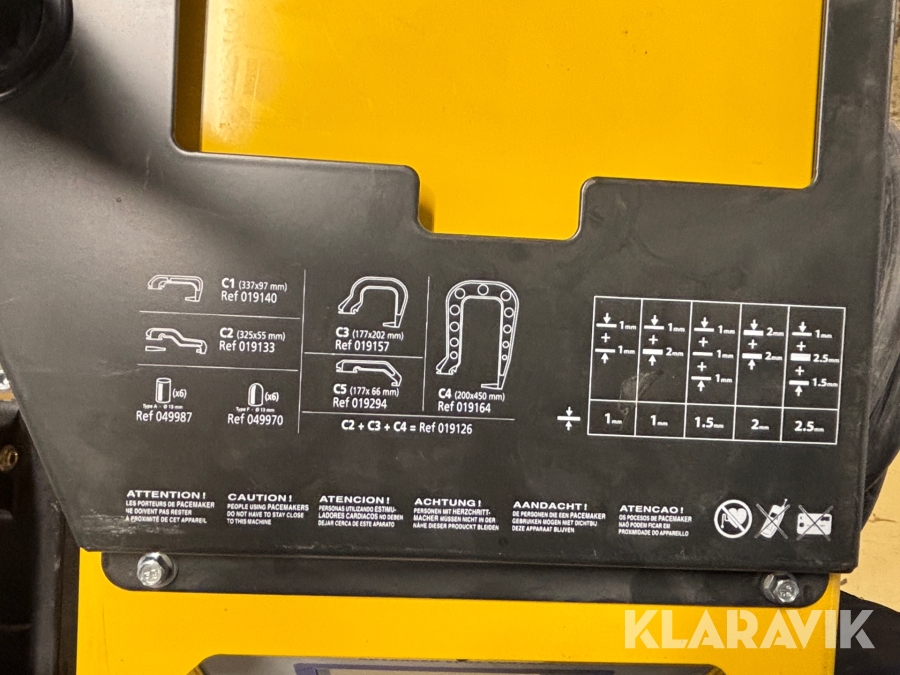 C1 (337x97 mm)
Ref 019140
C2 (325x55 mm)
Ref 019133
(x6)
Type A - Ø 18 mm
Ref 049987
(x6)
Type F - Ø 13 mm
Ref 049970
C3 (177x202 mm)
Ref 019157
C5 (177x 66 mm)
Ref 019294
C4 (200x450 mm)
Ref 019164
C2 + C3 + C4 = Ref 019126
1mm
+
1mm
1mm
+
2mm
1mm
+
1mm
+
1mm
2mm
+
2mm
1mm
+
2.5mm
+
1.5mm
1mm
1mm
1.5mm
2mm
2.5mm
ATTENTION !
LES PORTEURS DE PACEMAKER
NE DOIVENT PAS RESTER
A PROXIMITÉ DE CET APPAREIL
CAUTION !
PEOPLE USING PACEMAKERS
DO NOT HAVE TO STAY CLOSE
TO THIS MACHINE
ATENCION !
PERSONAS UTILIZANDO ESTIMU-
LADORES CARDIACOS NO DEBEN
DEJAR CERCA DE ESTE APARATO
ACHTUNG !
PERSONEN MIT HERZCHRITT-
MACHER MÜSSEN NICHT IN DER
NÄHE DIESER PRODUCT BLEIDEN
AANDACHT !
DE PERSONEN DIE EEN PACEMAKER
GEBRUIKEN MOGEN NIET DICHTBIJ
DEZE APPARAAT BLIJVEN
ATENCAO !
OS POCESOS DE PACEMAKER
NAÕ PODEN FICAR EM
PROXIMIDADE DO APARELLO
KLARAVIK